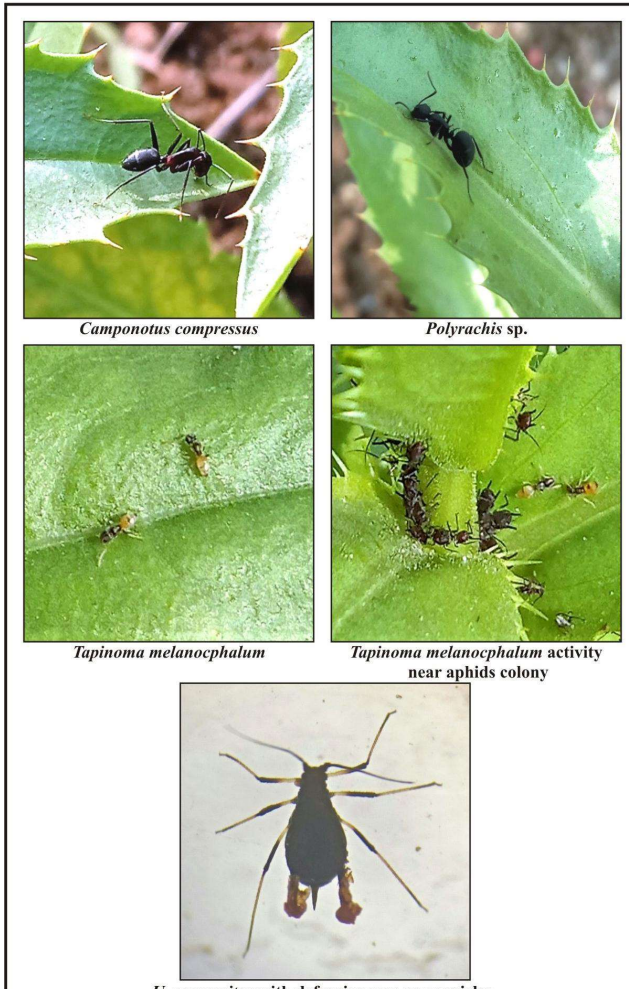 Camponotus compressus
Polyrachis sp.
Tapinoma melanocphalum
Tapinoma melanocphalum activity
near aphids colony